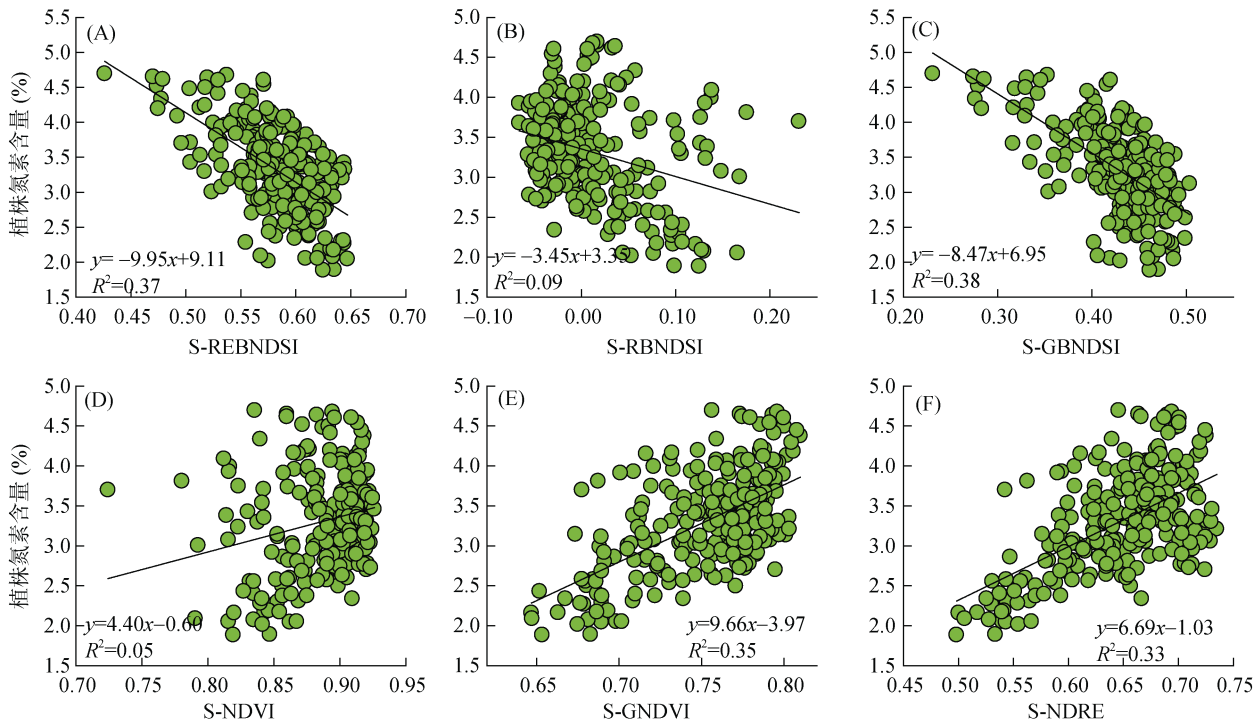 (A)
5.5
5.0
4.5
4.0
3.5
3.0
2.5
2.0
1.5
植株氮素含量 (%)
y= −9.95x+9.11
R²=0.37
0.40 0.45 0.50 0.55 0.60 0.65 0.70
S-REBNDSI
(B)
5.0
4.5
4.0
3.5
3.0
2.5
2.0
1.5
y= −3.45x+3.35
R²=0.09
−0.10 0.00 0.10 0.20
S-RBNDSI
(C)
5.5
5.0
4.5
4.0
3.5
3.0
2.5
2.0
1.5
y= −8.47x+6.95
R²=0.38
0.20 0.30 0.40 0.50
S-GBNDSI
(D)
5.0
4.5
4.0
3.5
3.0
2.5
2.0
1.5
植株氮素含量 (%)
y=4.40x−0.60
R²=0.05
0.70 0.80 0.90 0.95
S-NDVI
(E)
5.0
4.5
4.0
3.5
3.0
2.5
2.0
1.5
y=9.66x−3.97
R²=0.35
0.65 0.70 0.75 0.80
S-GNDVI
(F)
5.0
4.5
4.0
3.5
3.0
2.5
2.0
1.5
y=6.69x−1.03
R²=0.33
0.45 0.50 0.55 0.60 0.65 0.70 0.75
S-NDRE